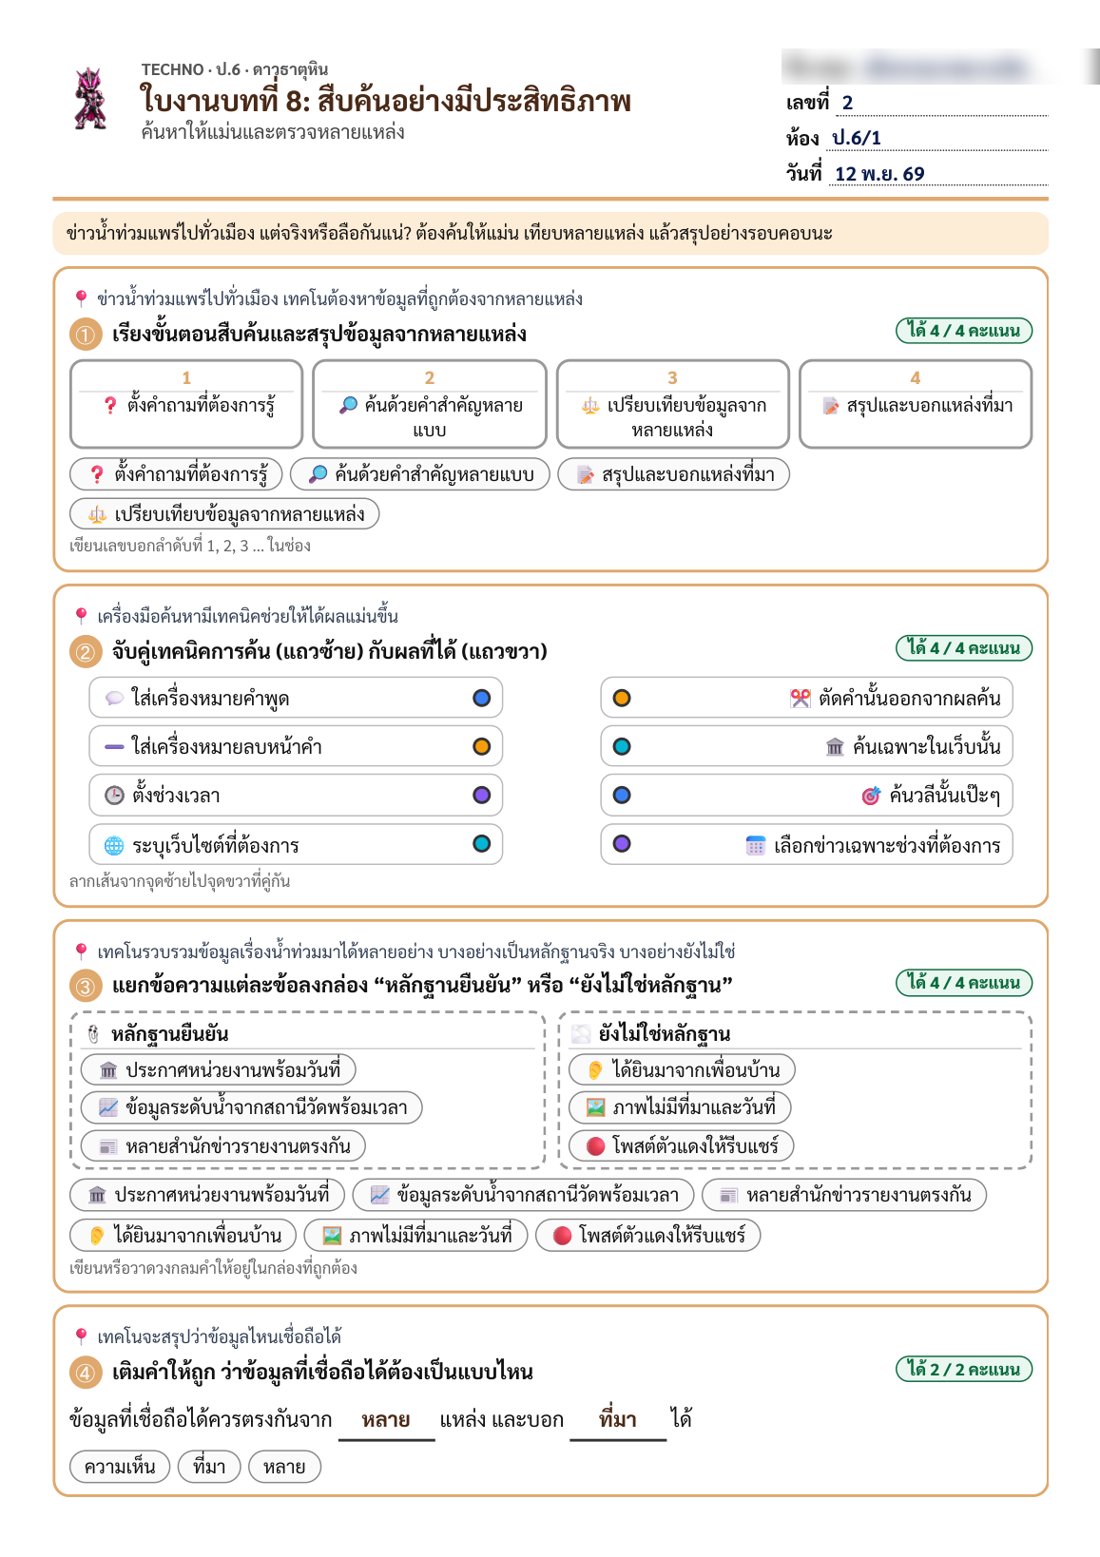 TECHNO · ป.6 · ดาวธาตุหิน
ใบงานบทที่ 8: สืบค้นอย่างมีประสิทธิภาพ
ค้นหาให้แม่นและตรวจหลายแหล่ง
เลขที่ 2
ห้อง ป.6/1
วันที่ 12 พ.ย. 69
ข่าวน้ำท่วมแพร่ไปทั่วเมือง แต่จริงหรือลือกันแน่? ต้องค้นให้แม่น เทียบหลายแหล่ง แล้วสรุปอย่างรอบคอบนะ
ข่าวน้ำท่วมแพร่ไปทั่วเมือง เทคโนต้องหาข้อมูลที่ถูกต้องจากหลายแหล่ง
① เรียงขั้นตอนสืบค้นและสรุปข้อมูลจากหลายแหล่ง ได้ 4 / 4 คะแนน
1 2 3 4
ตั้งคำถามที่ต้องการรู้ ค้นด้วยคำสำคัญหลาย เปรียบเทียบข้อมูลจาก สรุปและบอกแหล่งที่มา
แบบ หลายแหล่ง
ตั้งคำถามที่ต้องการรู้ ค้นด้วยคำสำคัญหลายแบบ สรุปและบอกแหล่งที่มา
เปรียบเทียบข้อมูลจากหลายแหล่ง
เขียนเลขบอกลำดับที่ 1, 2, 3 ... ในช่อง
เครื่องมือค้นหามีเทคนิคช่วยให้ได้ผลแม่นขึ้น
② จับคู่เทคนิคการค้น (แถวซ้าย) กับผลที่ได้ (แถวขวา) ได้ 4 / 4 คะแนน
ใส่เครื่องหมายคำพูด ตัดคำนั้นออกจากผลค้น
ใส่เครื่องหมายลบหน้าคำ ค้นเฉพาะในเว็บนั้น
ตั้งช่วงเวลา ค้นวลีนั้นเป๊ะๆ
ระบุเว็บไซต์ที่ต้องการ เลือกข่าวเฉพาะช่วงที่ต้องการ
ลากเส้นจากจุดซ้ายไปจุดขวาที่คู่กัน
เทคโนรวบรวมข้อมูลเรื่องน้ำท่วมมาได้หลายอย่าง บางอย่างเป็นหลักฐานจริง บางอย่างยังไม่ใช่
③ แยกข้อความแต่ละข้อลงกล่อง “หลักฐานยืนยัน” หรือ “ยังไม่ใช่หลักฐาน” ได้ 4 / 4 คะแนน
หลักฐานยืนยัน ยังไม่ใช่หลักฐาน
ประกาศหน่วยงานพร้อมวันที่ ได้ยินมาจากเพื่อนบ้าน
ข้อมูลระดับน้ำจากสถานีวัดพร้อมเวลา ภาพไม่มีที่มาและวันที่
หลายสำนักข่าวรายงานตรงกัน โพสต์ตัวแดงให้รีบแชร์
ประกาศหน่วยงานพร้อมวันที่ ข้อมูลระดับน้ำจากสถานีวัดพร้อมเวลา หลายสำนักข่าวรายงานตรงกัน
ได้ยินมาจากเพื่อนบ้าน ภาพไม่มีที่มาและวันที่ โพสต์ตัวแดงให้รีบแชร์
เขียนหรือวาดวงกลมคำให้อยู่ในกล่องที่ถูกต้อง
เทคโนจะสรุปว่าข้อมูลไหนเชื่อถือได้
④ เติมคำให้ถูก ว่าข้อมูลที่เชื่อถือได้ต้องเป็นแบบไหน ได้ 2 / 2 คะแนน
ข้อมูลที่เชื่อถือได้ควรตรงกันจาก หลาย แหล่ง และบอก ที่มา ได้
ความเห็น ที่มา หลาย